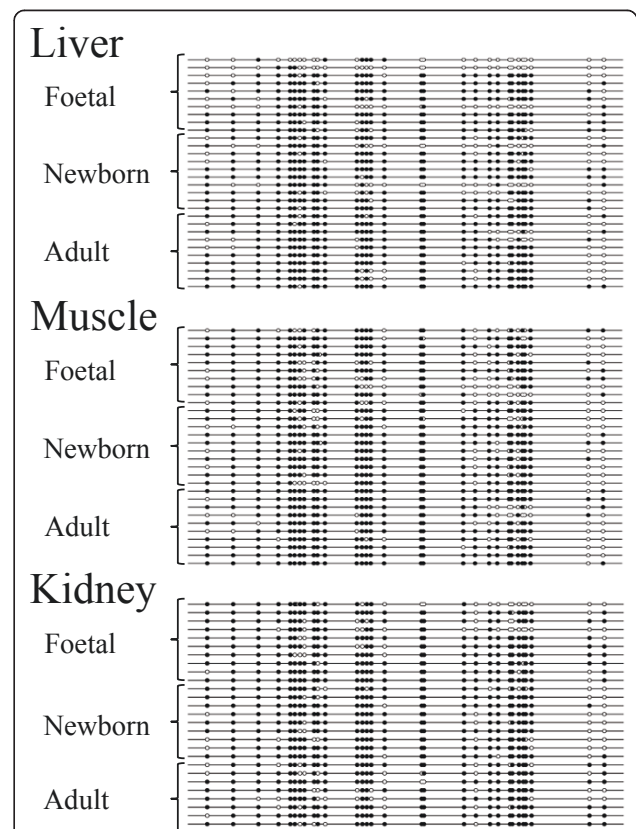 Liver
Foetal
Newborn
Adult
Muscle
Foetal
Newborn
Adult
Kidney
Foetal
Newborn
Adult